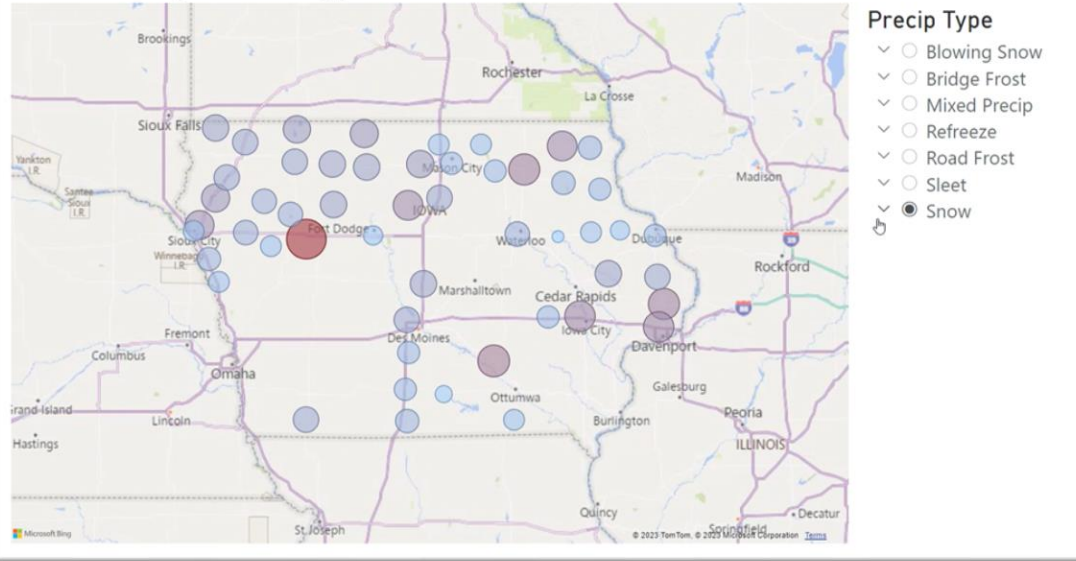 Precip Type
Blowing Snow
Bridge Frost
Mixed Precip
Refreeze
Road Frost
Sleet
Snow
Brookings
Rochester
La Crosse
Sioux Falls
Yankton
I.R.
Mason City
Madison
Santee
Sioux
I.R.
IOWA
Fort Dodge
Sioux City
Waterloo
Dubuque
Winnebag
I.R.
Rockford
Marshalltown
Cedar Rapids
Iowa City
Fremont
Des Moines
Davenport
Columbus
Omaha
Galesburg
Ottumwa
Grand Island
Lincoln
Burlington
Peoria
Hastings
ILLINOIS
Quincy
St Joseph
Springfield
Decatur
Microsoft Bing
© 2023 TomTom, © 2023 Microsoft Corporation Terms